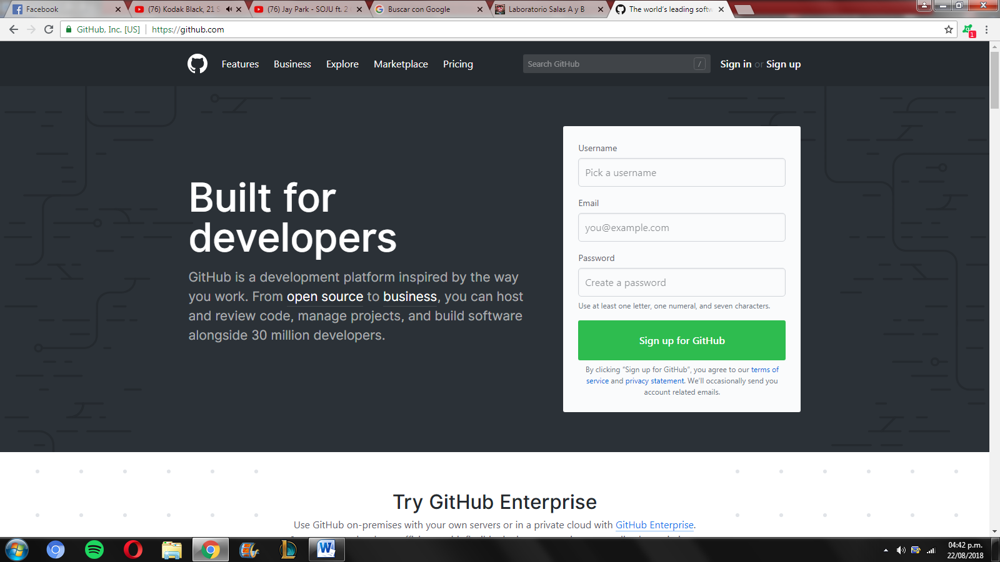 Facebook
(76) Kodak Black, 21 S
(76) Jay Park - SOJU ft. 2
Buscar con Google
Laboratorio Salas A y B
The world's leading softw
GitHub, Inc. [US]
https://github.com
1
Features
Business
Explore
Marketplace
Pricing
Search GitHub
/
Sign in or Sign up
Built for
developers
GitHub is a development platform inspired by the way
you work. From open source to business, you can host
and review code, manage projects, and build software
alongside 30 million developers.
Username
Pick a username
Email
you@example.com
Password
Create a password
Use at least one letter, one numeral, and seven characters.
Sign up for GitHub
By clicking “Sign up for GitHub”, you agree to our terms of
service and privacy statement. We’ll occasionally send you
account related emails.
Try GitHub Enterprise
Use GitHub on-premises with your own servers or in a private cloud with GitHub Enterprise.
04:42 p.m.
22/08/2018